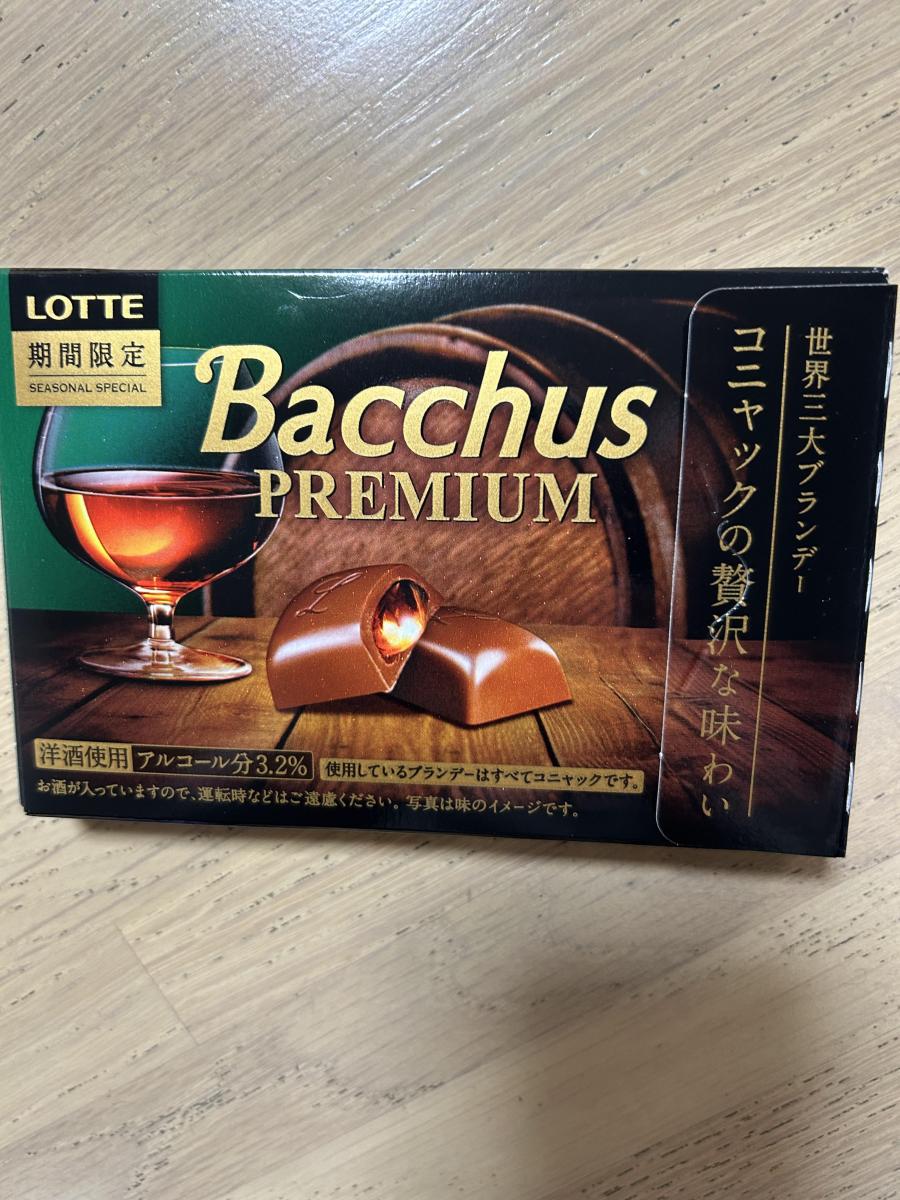 LOTTE
期間限定
SEASONAL SPECIAL
Bacchus
PREMIUM
世界三大ブランデー
コニャックの贅沢な味わい
L
洋酒使用 アルコール分3.2%
使用しているブランデーはすべてコニャックです。
お酒が入っていますので、運転時などはご遠慮ください。写真は味のイメージです。